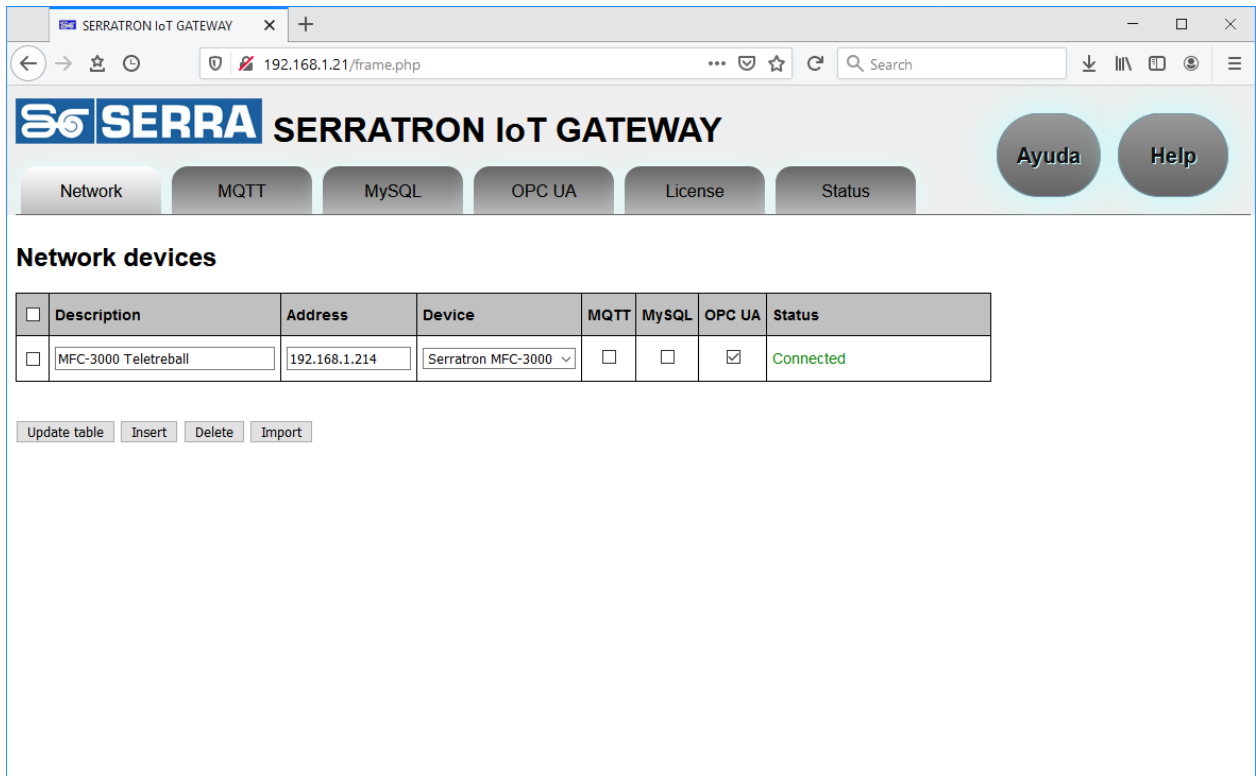 SERRATRON IoT GATEWAY
192.168.1.21/frame.php
Search
SERRA SERRATRON IoT GATEWAY
Ayuda Help
Network MQTT MySQL OPC UA License Status
Network devices
Description Address Device MQTT MySQL OPC UA Status
MFC-3000 Teletreball 192.168.1.214 Serratron MFC-3000 Connected
Update table Insert Delete Import